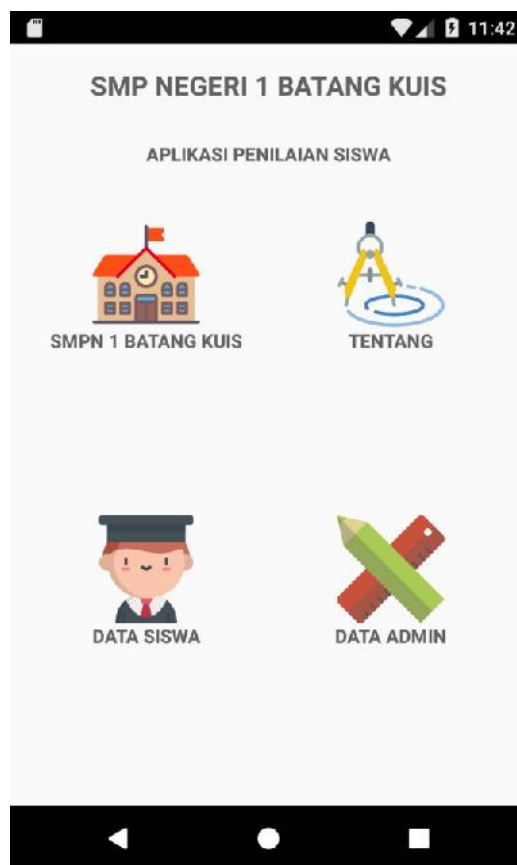 11:42
SMP NEGERI 1 BATANG KUIS
APLIKASI PENILAIAN SISWA
SMPN 1 BATANG KUIS
TENTANG
DATA SISWA
DATA ADMIN